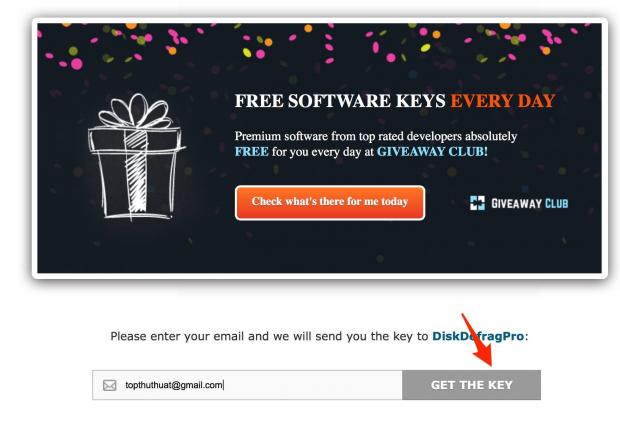 FREE SOFTWARE KEYS EVERY DAY
Premium software from top rated developers absolutely
FREE for you every day at GIVEAWAY CLUB!
Check what's there for me today
GIVEAWAY CLUB
Please enter your email and we will send you the key to DiskDefragPro:
topthuthuat@gmail.com
GET THE KEY